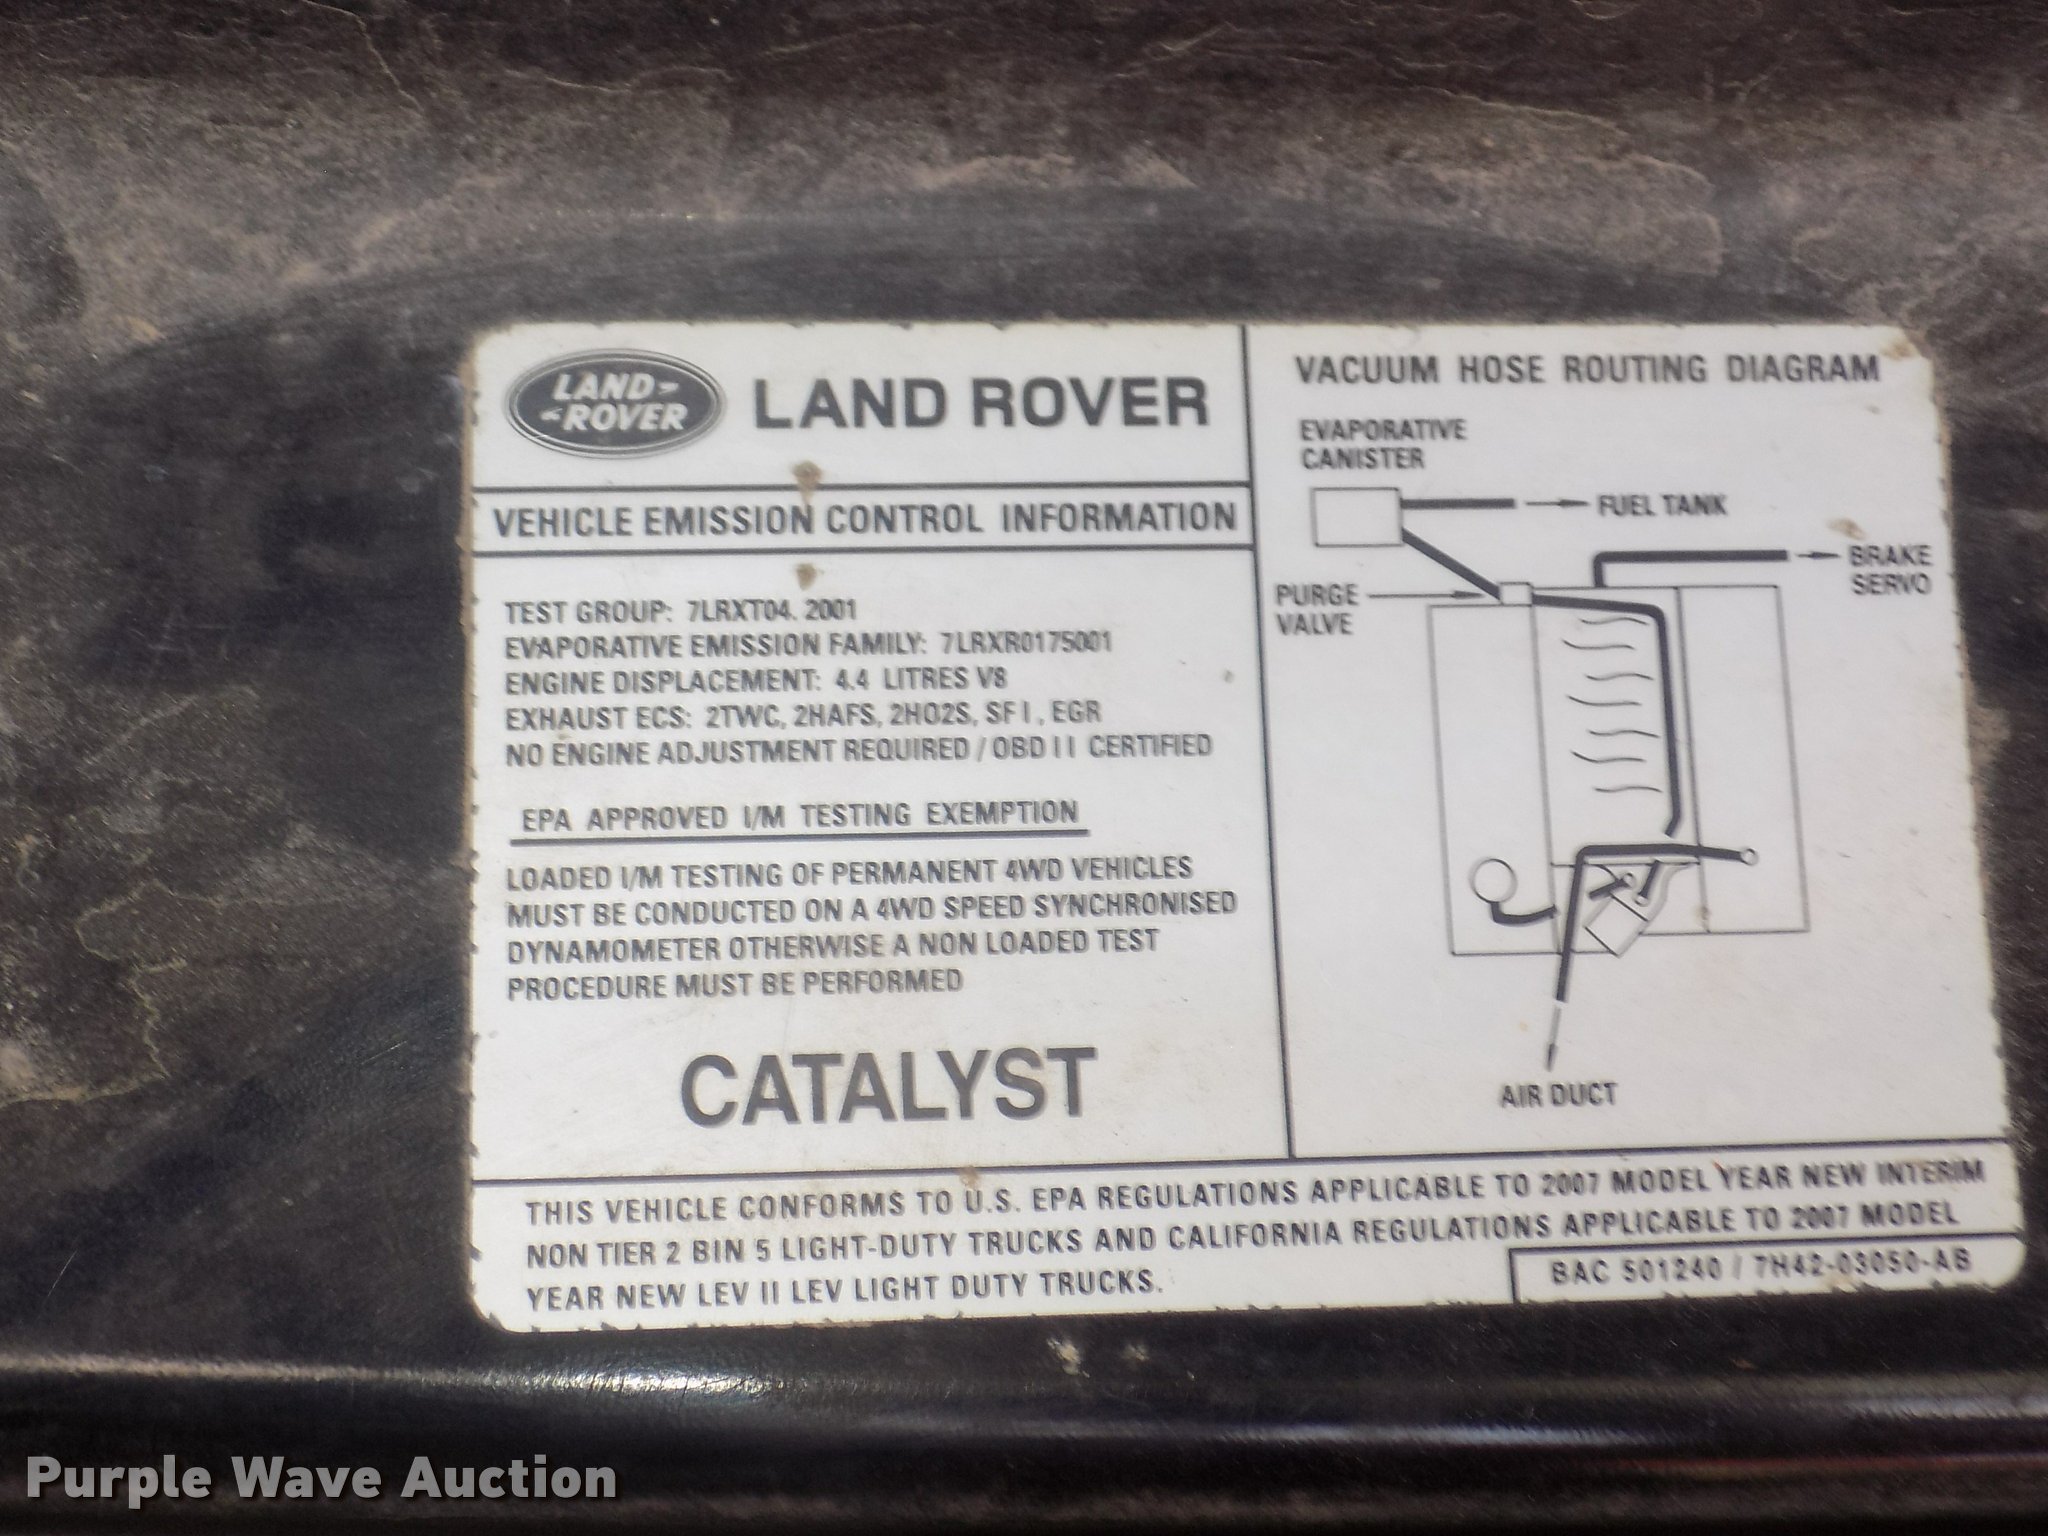 LAND
ROVER
LAND ROVER
VEHICLE EMISSION CONTROL INFORMATION
TEST GROUP: 7LRXT04. 2001
EVAPORATIVE EMISSION FAMILY: 7LRXR0175001
ENGINE DISPLACEMENT: 4.4 LITRES V8
EXHAUST ECS: 2TWC, 2HAFS, 2HO2S, SFI, EGR
NO ENGINE ADJUSTMENT REQUIRED / OBD II CERTIFIED
EPA APPROVED I/M TESTING EXEMPTION
LOADED I/M TESTING OF PERMANENT 4WD VEHICLES
MUST BE CONDUCTED ON A 4WD SPEED SYNCHRONISED
DYNAMOMETER OTHERWISE A NON LOADED TEST
PROCEDURE MUST BE PERFORMED
CATALYST
VACUUM HOSE ROUTING DIAGRAM
EVAPORATIVE
CANISTER
FUEL TANK
BRAKE
SERVO
PURGE
VALVE
AIR DUCT
THIS VEHICLE CONFORMS TO U.S. EPA REGULATIONS APPLICABLE TO 2007 MODEL YEAR NEW INTERIM
NON TIER 2 BIN 5 LIGHT-DUTY TRUCKS AND CALIFORNIA REGULATIONS APPLICABLE TO 2007 MODEL
YEAR NEW LEV II LEV LIGHT DUTY TRUCKS.
BAC 501240 / 7H42-03050-AB
Purple Wave Auction